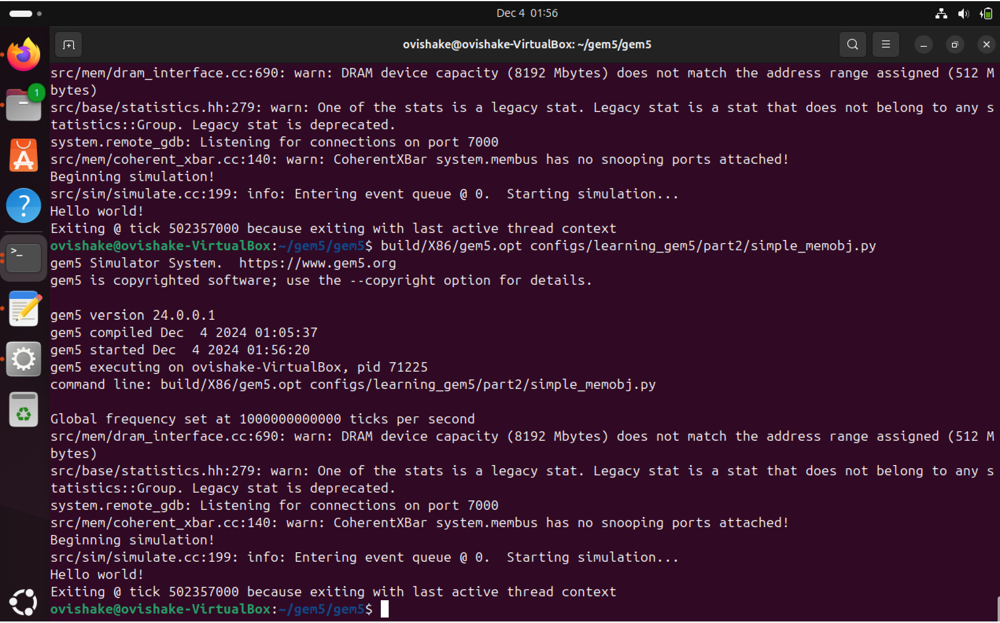 Dec 4 01:56
ovishake@ovishake-VirtualBox: ~/gem5/gem5
1
src/mem/dram_interface.cc:690: warn: DRAM device capacity (8192 Mbytes) does not match the address range assigned (512 M
bytes)
src/base/statistics.hh:279: warn: One of the stats is a legacy stat. Legacy stat is a stat that does not belong to any s
tatistics::Group. Legacy stat is deprecated.
system.remote_gdb: Listening for connections on port 7000
src/mem/coherent_xbar.cc:140: warn: CoherentXBar system.membus has no snooping ports attached!
Beginning simulation!
src/sim/simulate.cc:199: info: Entering event queue @ 0.  Starting simulation...
Hello world!
Exiting @ tick 502357000 because exiting with last active thread context
ovishake@ovishake-VirtualBox:~/gem5/gem5$ build/X86/gem5.opt configs/learning_gem5/part2/simple_memobj.py
gem5 Simulator System.  https://www.gem5.org
gem5 is copyrighted software; use the --copyright option for details.
gem5 version 24.0.0.1
gem5 compiled Dec  4 2024 01:05:37
gem5 started Dec  4 2024 01:56:20
gem5 executing on ovishake-VirtualBox, pid 71225
command line: build/X86/gem5.opt configs/learning_gem5/part2/simple_memobj.py
Global frequency set at 1000000000000 ticks per second
src/mem/dram_interface.cc:690: warn: DRAM device capacity (8192 Mbytes) does not match the address range assigned (512 M
bytes)
src/base/statistics.hh:279: warn: One of the stats is a legacy stat. Legacy stat is a stat that does not belong to any s
tatistics::Group. Legacy stat is deprecated.
system.remote_gdb: Listening for connections on port 7000
src/mem/coherent_xbar.cc:140: warn: CoherentXBar system.membus has no snooping ports attached!
Beginning simulation!
src/sim/simulate.cc:199: info: Entering event queue @ 0.  Starting simulation...
Hello world!
Exiting @ tick 502357000 because exiting with last active thread context
ovishake@ovishake-VirtualBox:~/gem5/gem5$